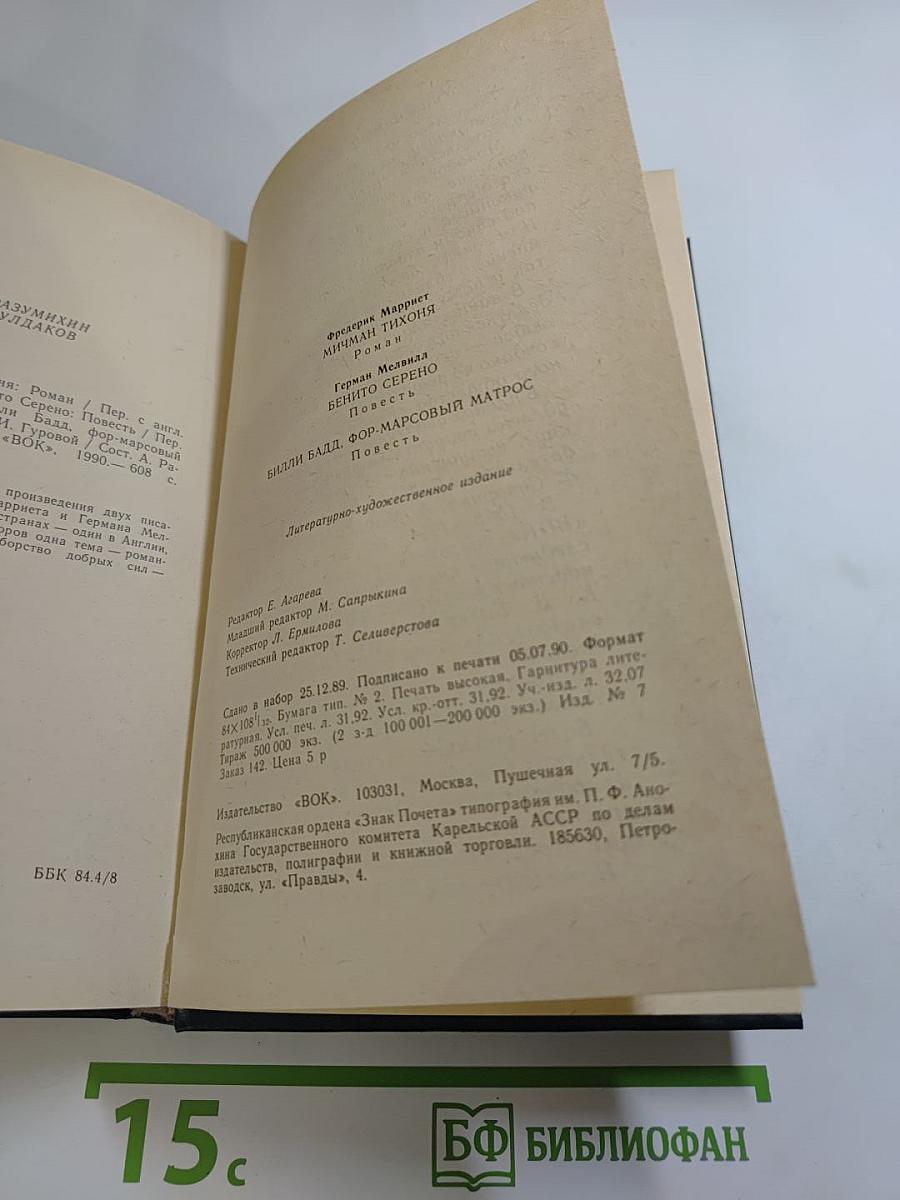 РАЗУМИХИН
УЛДАКОВ
ня: Роман / Пер. с англ.
то Серено: Повесть / Пер.
ли Бадд, фор-марсовый
И. Гуровой / Сост. А. Ра-
«ВОК», 1990.— 608 с.
произведения двух писа-
арриета и Германа Мел-
странах — один в Англии,
оров одна тема — роман-
борство добрых сил —
ББК 84.4/8
Фредерик Марриет
МИЧМАН ТИХОНЯ
Роман
Герман Мелвилл
БЕНИТО СЕРЕНО
Повесть
БИЛЛИ БАДД, ФОР-МАРСОВЫЙ МАТРОС
Повесть
Литературно-художественное издание
Редактор Е. Агарева
Младший редактор М. Сапрыкина
Корректор Л. Ермилова
Технический редактор Т. Селиверстова
Сдано в набор 25.12.89. Подписано к печати 05.07.90. Формат
84×108 1/32. Бумага тип. № 2. Печать высокая. Гарнитура лите-
ратурная. Усл. печ. л. 31,92. Усл. кр.-отт. 31,92. Уч.-изд. л. 32,07
Тираж 500 000 экз. (2 з-д 100 001—200 000 экз.) Изд. № 7
Заказ 142. Цена 5 р
Издательство «ВОК». 103031, Москва, Пушечная ул. 7/5.
Республиканская ордена «Знак Почета» типография им. П. Ф. Ано-
хина Государственного комитета Карельской АССР по делам
издательств, полиграфии и книжной торговли. 185630, Петро-
заводск, ул. «Правды», 4.
15 с
БФ БИБЛИОФАН